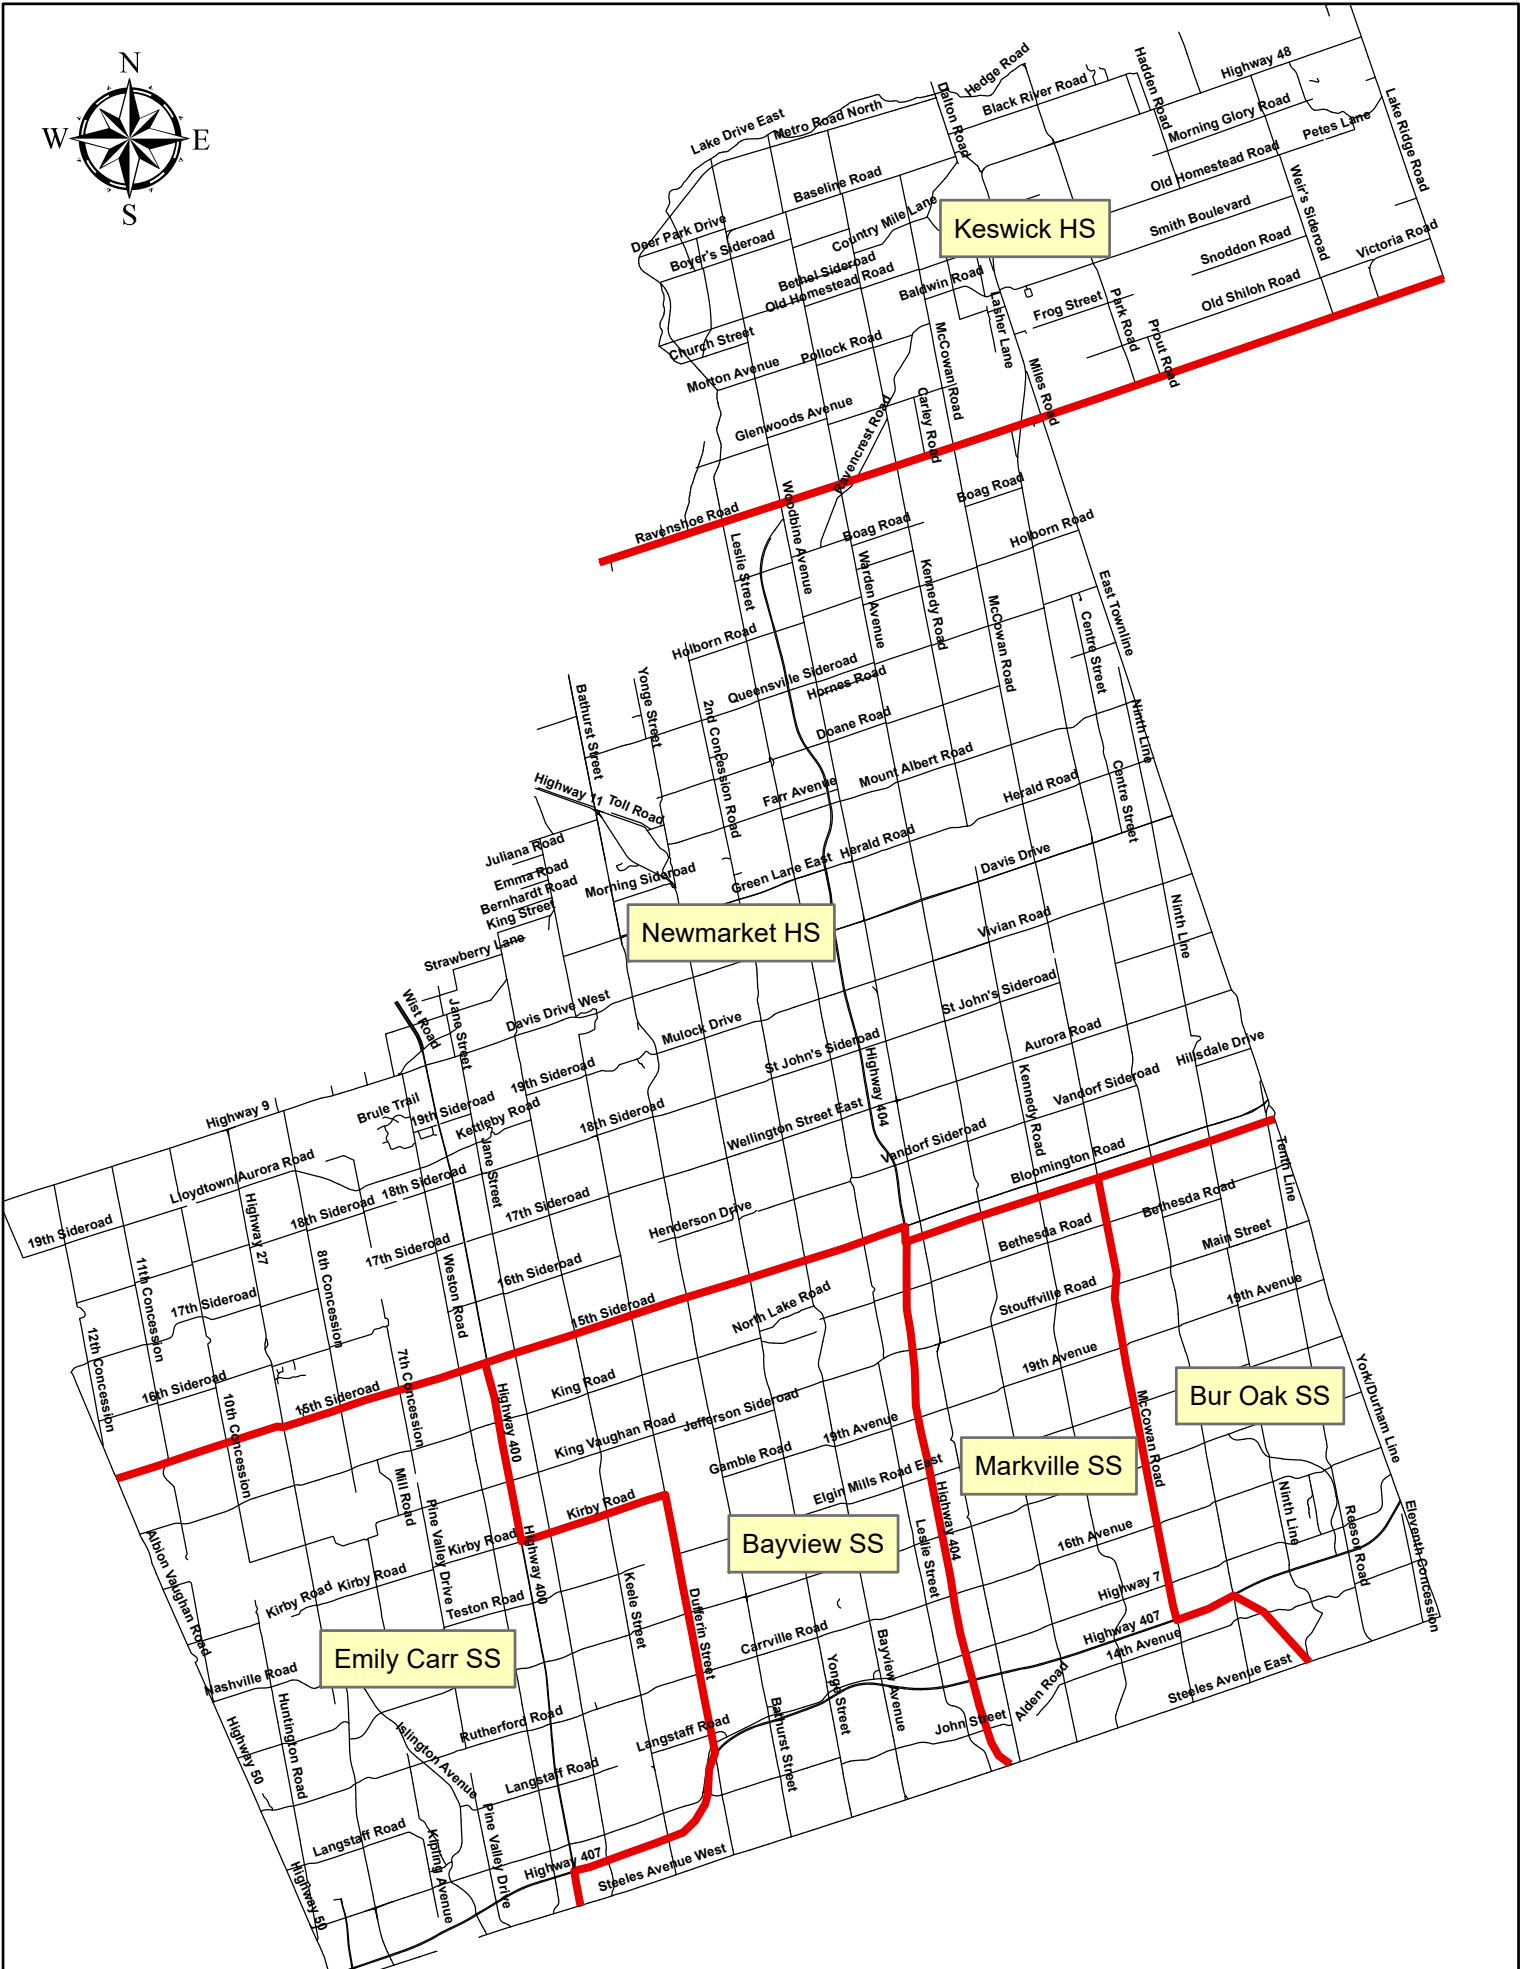 N
W
E
S
Hedge Road
Hadden Road
Highway 48
Lake Drive East
Metro Road North
Dalton Road
Black River Road
Morning Glory Road
Lake Ridge Road
Petes Lane
Baseline Road
Old Homestead Road
Country Mile Lane
Keswick HS
Deer Park Drive
Boyer's Sideroad
Smith Boulevard
Weir's Sideroad
Snoddon Road
Victoria Road
Bethel Sideroad
Old Homestead Road
Baldwin Road
Lasher Lane
Frog Street
Park Road
Old Shiloh Road
Church Street
Pollock Road
McCowan Road
Prout Road
Morton Avenue
Miles Road
Glenwoods Avenue
Carley Road
Ravencrest Road
Ravenshoe Road
Woodbine Avenue
Boag Road
Boag Road
Holborn Road
Leslie Street
Warden Avenue
Kennedy Road
McCowan Road
East Townline
Centre Street
Holborn Road
Queensville Sideroad
Hornes Road
Yonge Street
Bathurst Street
2nd Concession Road
Doane Road
Ninth Line
Mount Albert Road
Highway 11
Toll Road
Farr Avenue
Herald Road
Centre Street
Juliana Road
Emma Road
Bernhardt Road
King Street
Morning Sideroad
Green Lane East
Herald Road
Davis Drive
Newmarket HS
Vivian Road
Ninth Line
Strawberry Lane
Wist Road
Jane Street
Davis Drive West
Mulock Drive
St John's Sideroad
St John's Sideroad
Highway 404
Aurora Road
Hillsdale Drive
Highway 9
Brule Trail
19th Sideroad
19th Sideroad
Kettleby Road
18th Sideroad
Wellington Street East
Kennedy Road
Vandorf Sideroad
Vandorf Sideroad
Bloomington Road
Tenth Line
Jane Street
Lloydtown/Aurora Road
18th Sideroad
18th Sideroad
17th Sideroad
Henderson Drive
19th Sideroad
Highway 27
Bethesda Road
Bethesda Road
Main Street
17th Sideroad
16th Sideroad
Weston Road
11th Concession
8th Concession
17th Sideroad
15th Sideroad
North Lake Road
Stouffville Road
19th Avenue
12th Concession
7th Concession
16th Sideroad
15th Sideroad
King Road
19th Avenue
York/Durham Line
10th Concession
Highway 400
Bur Oak SS
McCowan Road
King Vaughan Road
Jefferson Sideroad
19th Avenue
Gamble Road
Elgin Mills Road East
Markville SS
Mill Road
Pine Valley Drive
Kirby Road
Kirby Road
Highway 400
Bayview SS
Leslie Street
Highway 404
16th Avenue
Ninth Line
Reesor Road
Eleventh Concession
Albion Vaughan Road
Kirby Road
Kirby Road
Teston Road
Keele Street
Dufferin Street
Highway 7
Carrville Road
Highway 407
14th Avenue
Emily Carr SS
Nashville Road
Yonge Street
Bayview Avenue
Steeles Avenue East
Alden Road
Huntington Road
Highway 50
Rutherford Road
Islington Avenue
Langstaff Road
Bathurst Street
John Street
Langstaff Road
Langstaff Road
Pine Valley Drive
Kipling Avenue
Highway 407
Steeles Avenue West
Highway 50